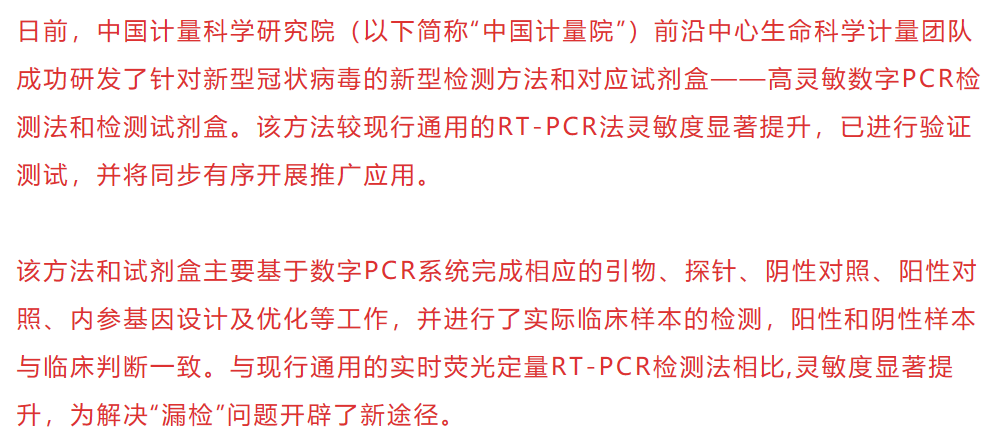 日前，中国计量科学研究院（以下简称“中国计量院”）前沿中心生命科学计量团队
成功研发了针对新型冠状病毒的新型检测方法和对应试剂盒——高灵敏数字PCR检
测法和检测试剂盒。该方法较现行通用的RT-PCR法灵敏度显著提升，已进行验证
测试，并将同步有序开展推广应用。
该方法和试剂盒主要基于数字PCR系统完成相应的引物、探针、阴性对照、阳性对
照、内参基因设计及优化等工作，并进行了实际临床样本的检测，阳性和阴性样本
与临床判断一致。与现行通用的实时荧光定量RT-PCR检测法相比,灵敏度显著提
升，为解决“漏检”问题开辟了新途径。